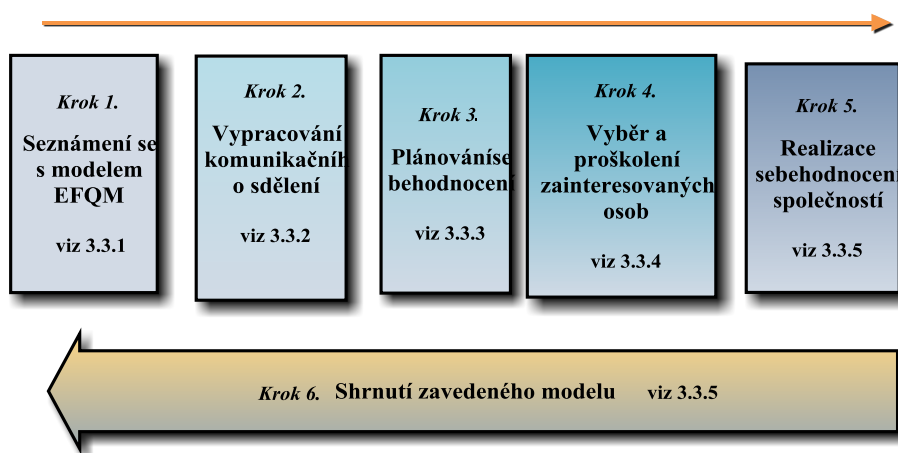 Krok 1.
Seznámení se
s modelem
EFQM
viz 3.3.1
Krok 2.
Vypracování
komunikačníh
o sdělení
viz 3.3.2
Krok 3.
Plánováníse
behodnocení
viz 3.3.3
Krok 4.
Výběr a
proškolení
zainteresovaných
osob
viz 3.3.4
Krok 5.
Realizace
sebehodnocení
společností
viz 3.3.5
Krok 6. Shrnutí zavedeného modelu viz 3.3.5